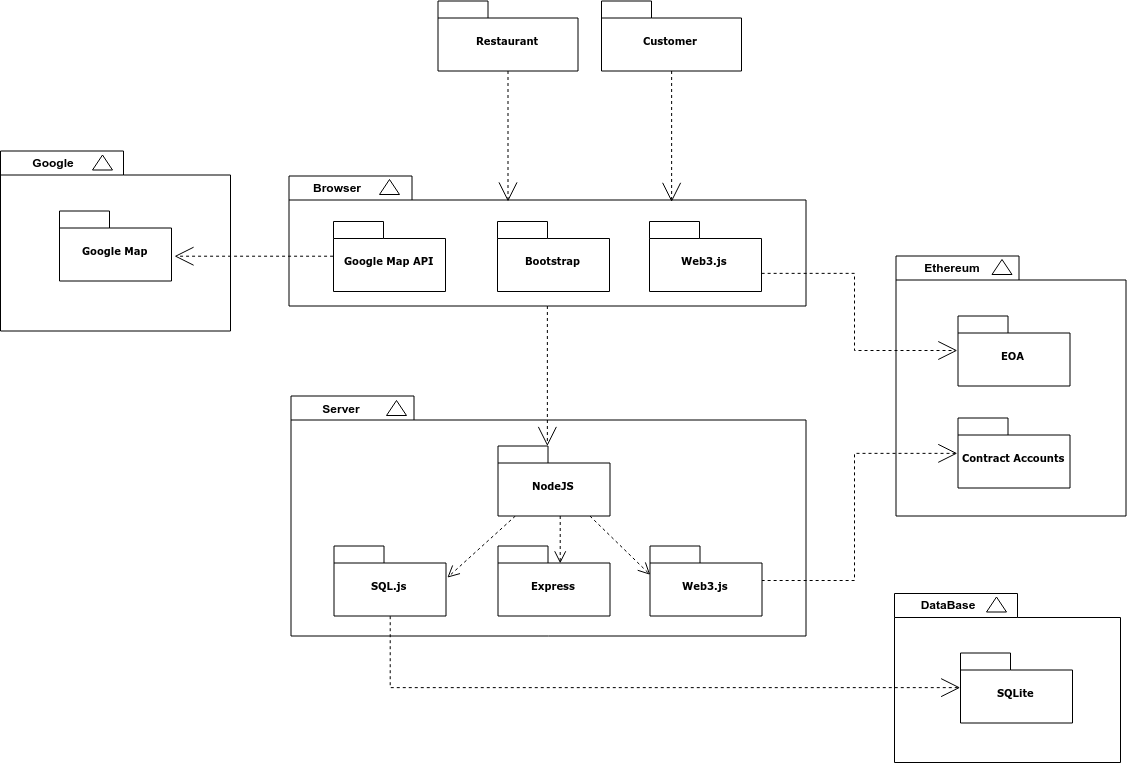 Restaurant
Customer
Google
Browser
Google Map
Google Map API
Bootstrap
Web3.js
Ethereum
EOA
Server
Contract Accounts
NodeJS
SQL.js
Express
Web3.js
DataBase
SQLite